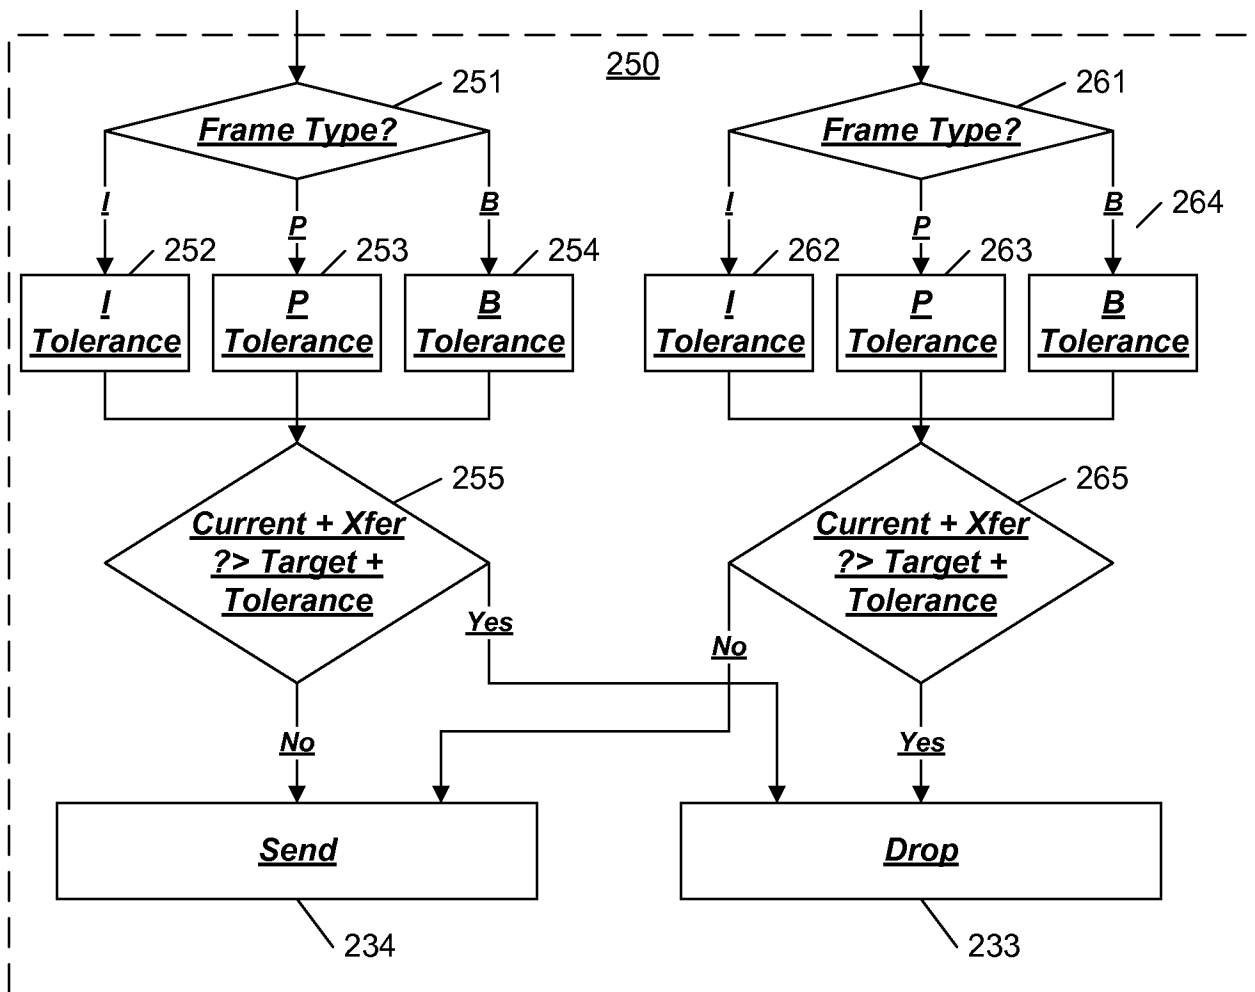 250
251
Frame Type?
261
Frame Type?
I
P
B
I
P
B
264
252
253
254
262
263
I
Tolerance
P
Tolerance
B
Tolerance
I
Tolerance
P
Tolerance
B
Tolerance
255
Current + Xfer
?> Target +
Tolerance
265
Current + Xfer
?> Target +
Tolerance
Yes
No
No
Yes
Send
Drop
234
233